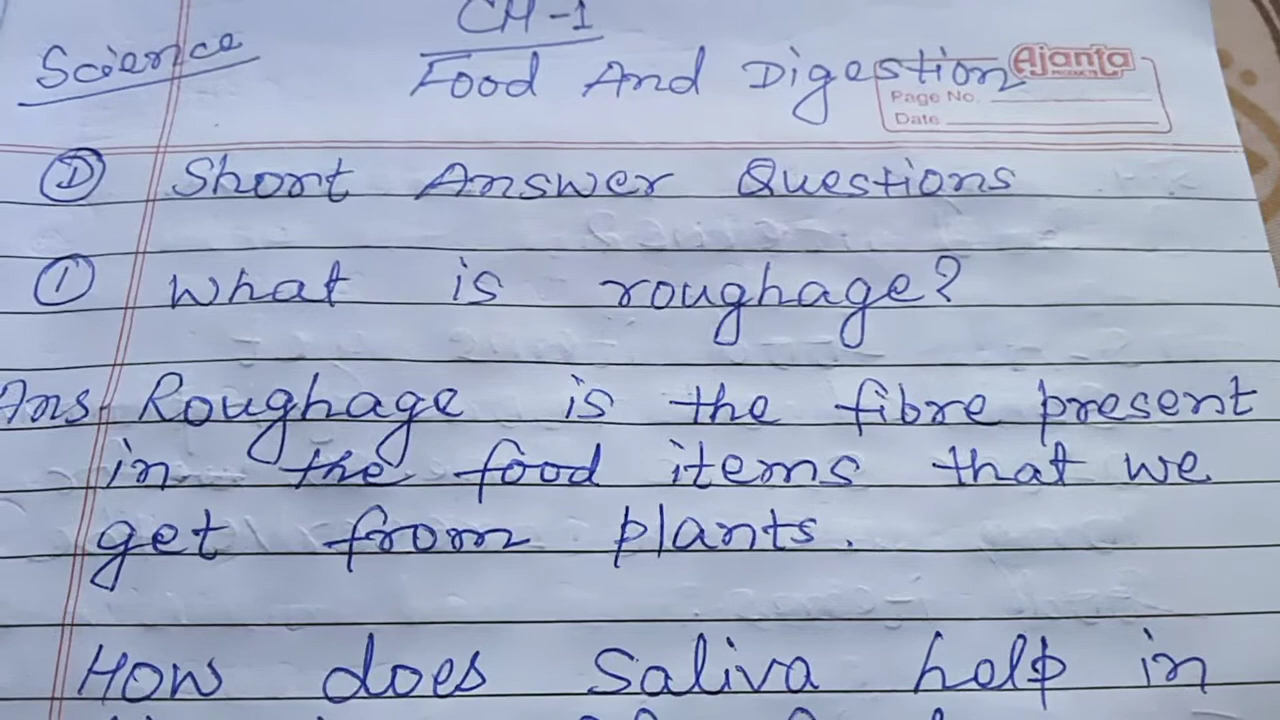 CH-1
Science
Food And Digestion
Ajanta
PRODUCTS
Page No.
Date
D Short Answer Questions
1 What is roughage?
Ans. Roughage is the fibre present
in the food items that we
get from plants.
How does Saliva help in